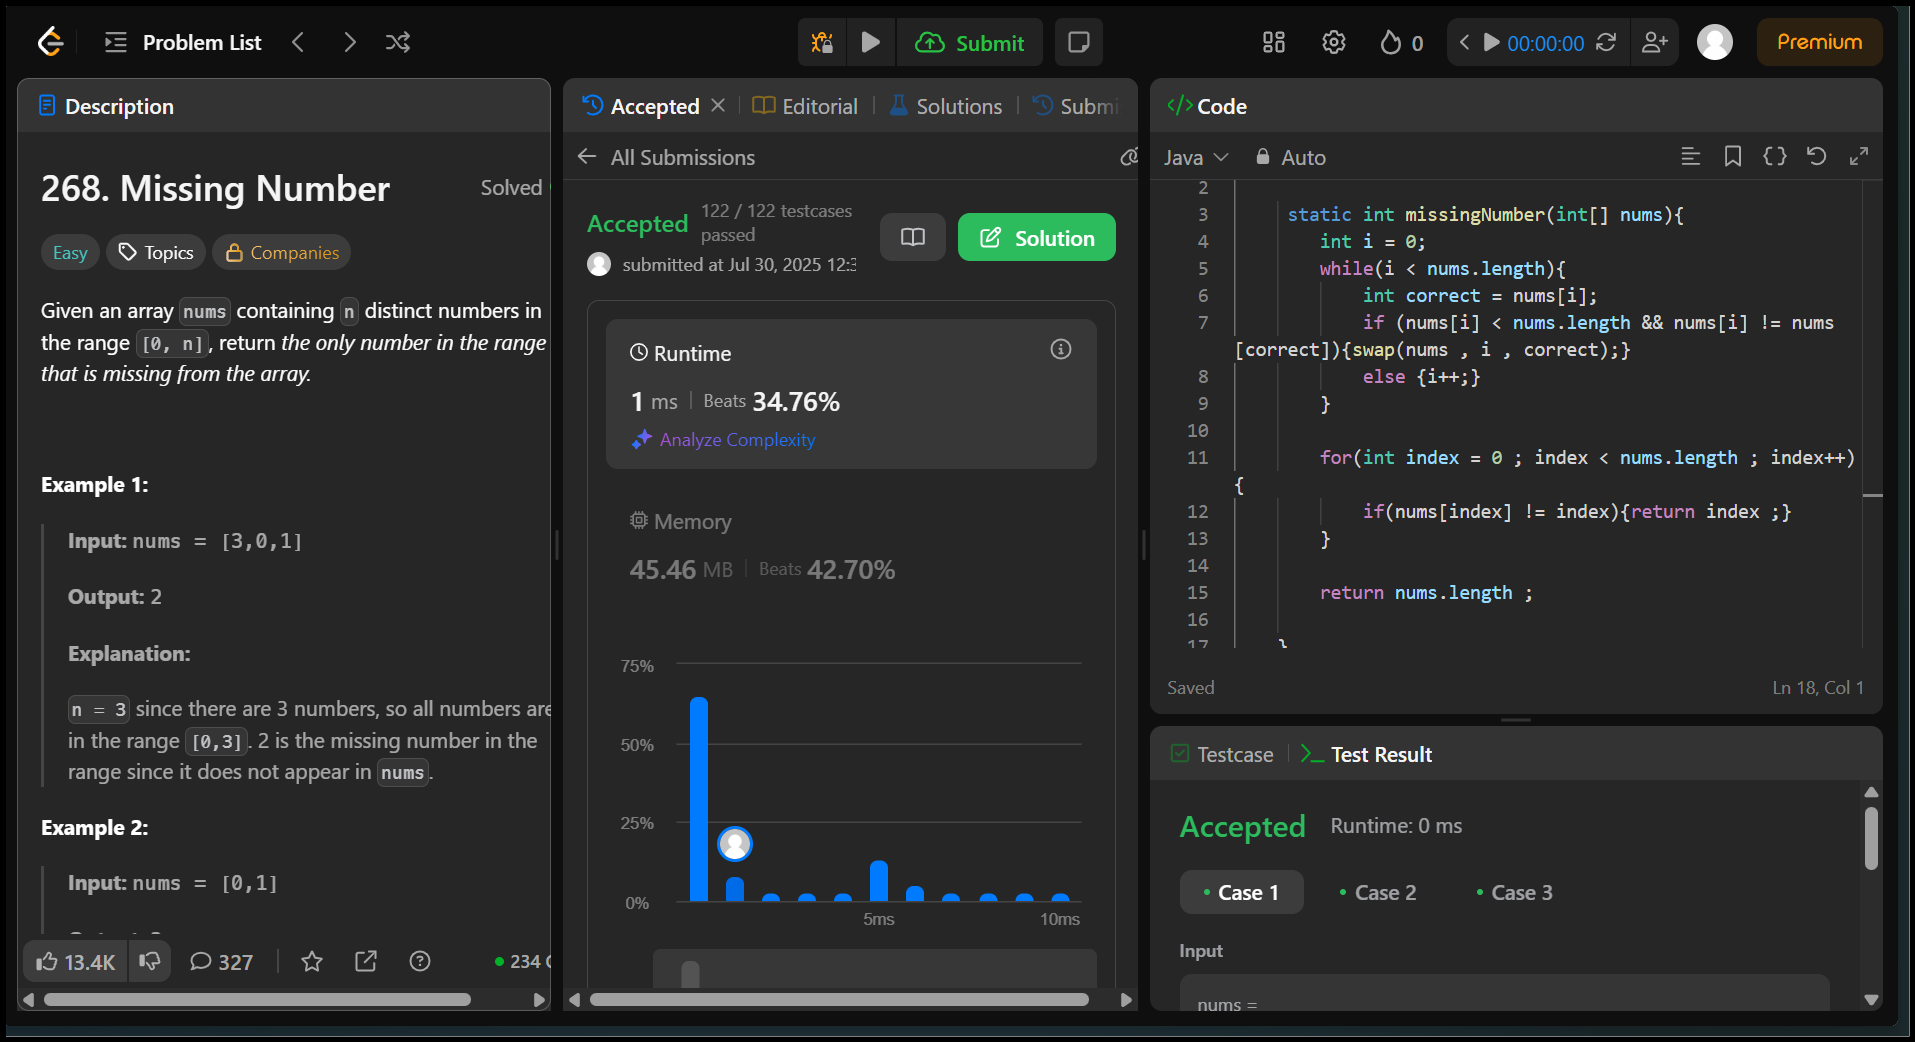 Problem List
Submit
0
00:00:00
Premium
Description
268. Missing Number
Solved
Easy
Topics
Companies
Given an array nums containing n distinct numbers in
the range [0, n], return the only number in the range
that is missing from the array.
Example 1:
Input: nums = [3,0,1]
Output: 2
Explanation:
n = 3 since there are 3 numbers, so all numbers are
in the range [0,3]. 2 is the missing number in the
range since it does not appear in nums.
Example 2:
Input: nums = [0,1]
13.4K
327
234
Accepted
Editorial
Solutions
Submi
All Submissions
Accepted
122 / 122 testcases
passed
submitted at Jul 30, 2025 12:3
Solution
Runtime
1 ms | Beats 34.76%
Analyze Complexity
Memory
45.46 MB | Beats 42.70%
75%
50%
25%
0%
5ms
10ms
</> Code
Java
Auto
2
3 static int missingNumber(int[] nums){
4 int i = 0;
5 while(i < nums.length){
6 int correct = nums[i];
7 if (nums[i] < nums.length && nums[i] != nums
[correct]){swap(nums , i , correct);}
8 else {i++;}
9 }
10
11 for(int index = 0 ; index < nums.length ; index++)
{
12 if(nums[index] != index){return index ;}
13 }
14
15 return nums.length ;
16
17 }
Saved
Ln 18, Col 1
Testcase
Test Result
Accepted
Runtime: 0 ms
Case 1
Case 2
Case 3
Input
nums =